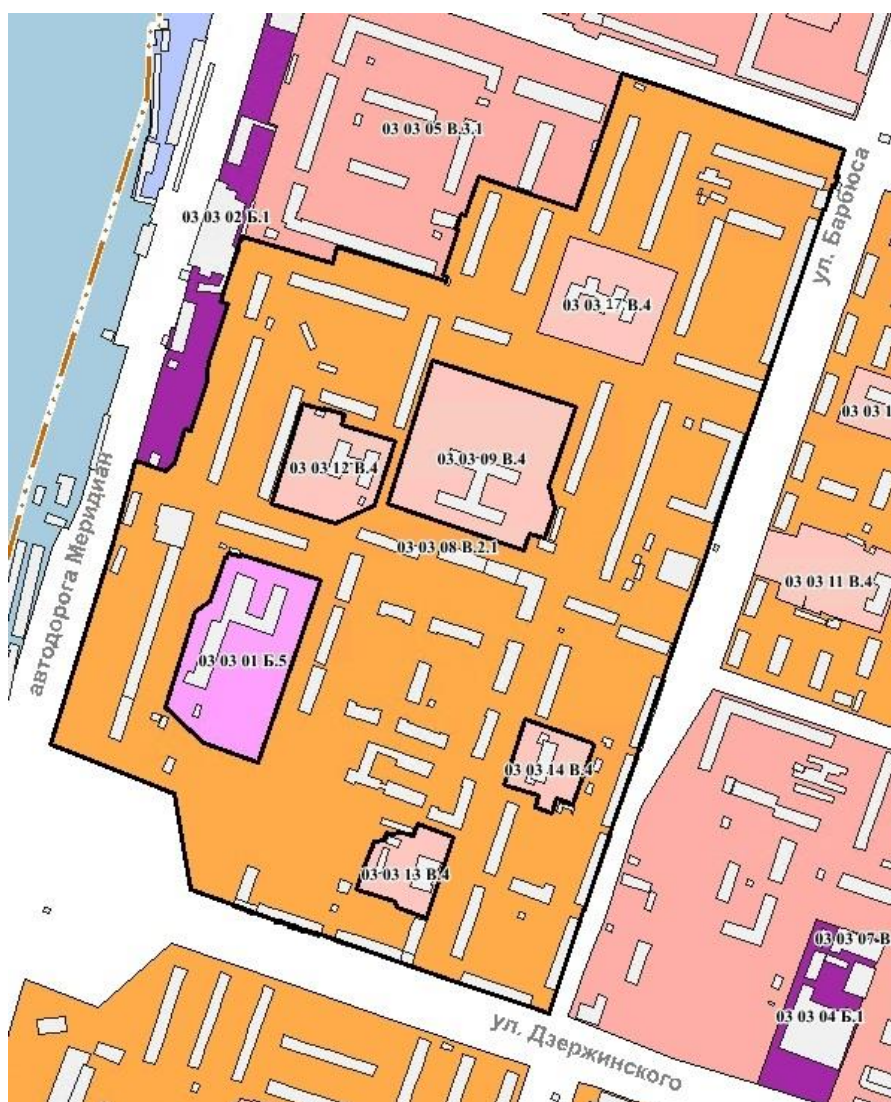 03 03 05 В.3.1
ул. Барбюса
03 03 02 Б.1
03 03 17 В.4
03 03 1
03 03 12 В.4
03 03 09 В.4
автодорога Меридиан
03 03 08 В.2.1
03 03 11 В.4
03 03 01 Б.5
03 03 14 В.4
03 03 13 В.4
03 03 07 В
03 03 04 Б.1
ул. Дзержинского